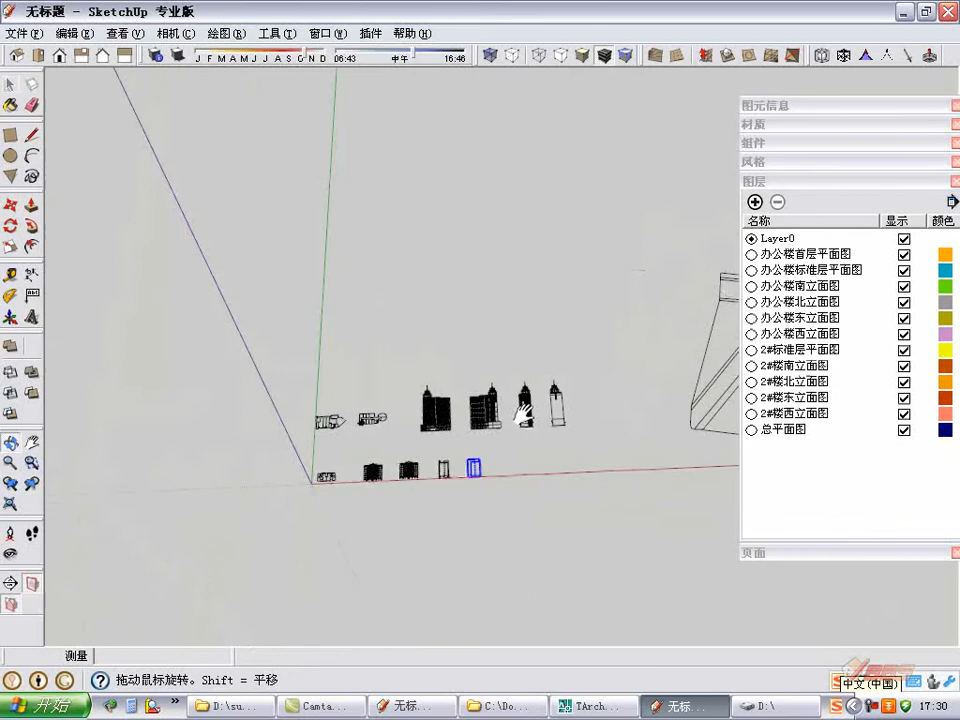 无标题 - SketchUp 专业版
文件(F) 编辑(E) 查看(V) 相机(C) 绘图(R) 工具(T) 窗口(W) 插件 帮助(H)
J F M A M J J A S O N D 06:43 中午 16:46
图元信息
材质
组件
风格
图层
名称 显示 颜色
Layer0
办公楼首层平面图
办公楼标准层平面图
办公楼南立面图
办公楼北立面图
办公楼东立面图
办公楼西立面图
2#标准层平面图
2#楼南立面图
2#楼北立面图
2#楼东立面图
2#楼西立面图
总平面图
页面
测量
拖动鼠标旋转。Shift = 平移
中文(中国)
开始 D:\su... Camta... 无标... C:\Do... TArch... 无标... D:\ 17:30